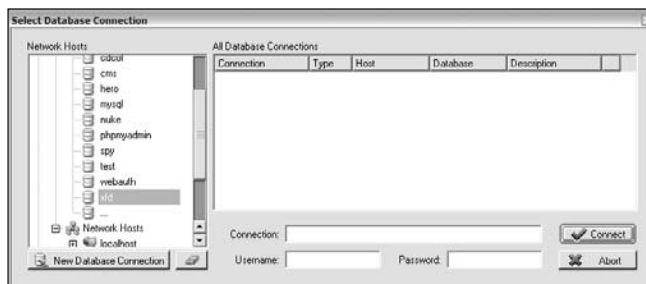 Select Database Connection
Network Hosts
All Database Connections
Connection Type Host Database Description
cdcol
cms
hero
mysql
nuke
phpmyadmin
spy
test
webauth
xfd
...
Network Hosts
localhost
New Database Connection
Connection:
Connect
Username:
Password:
Abort